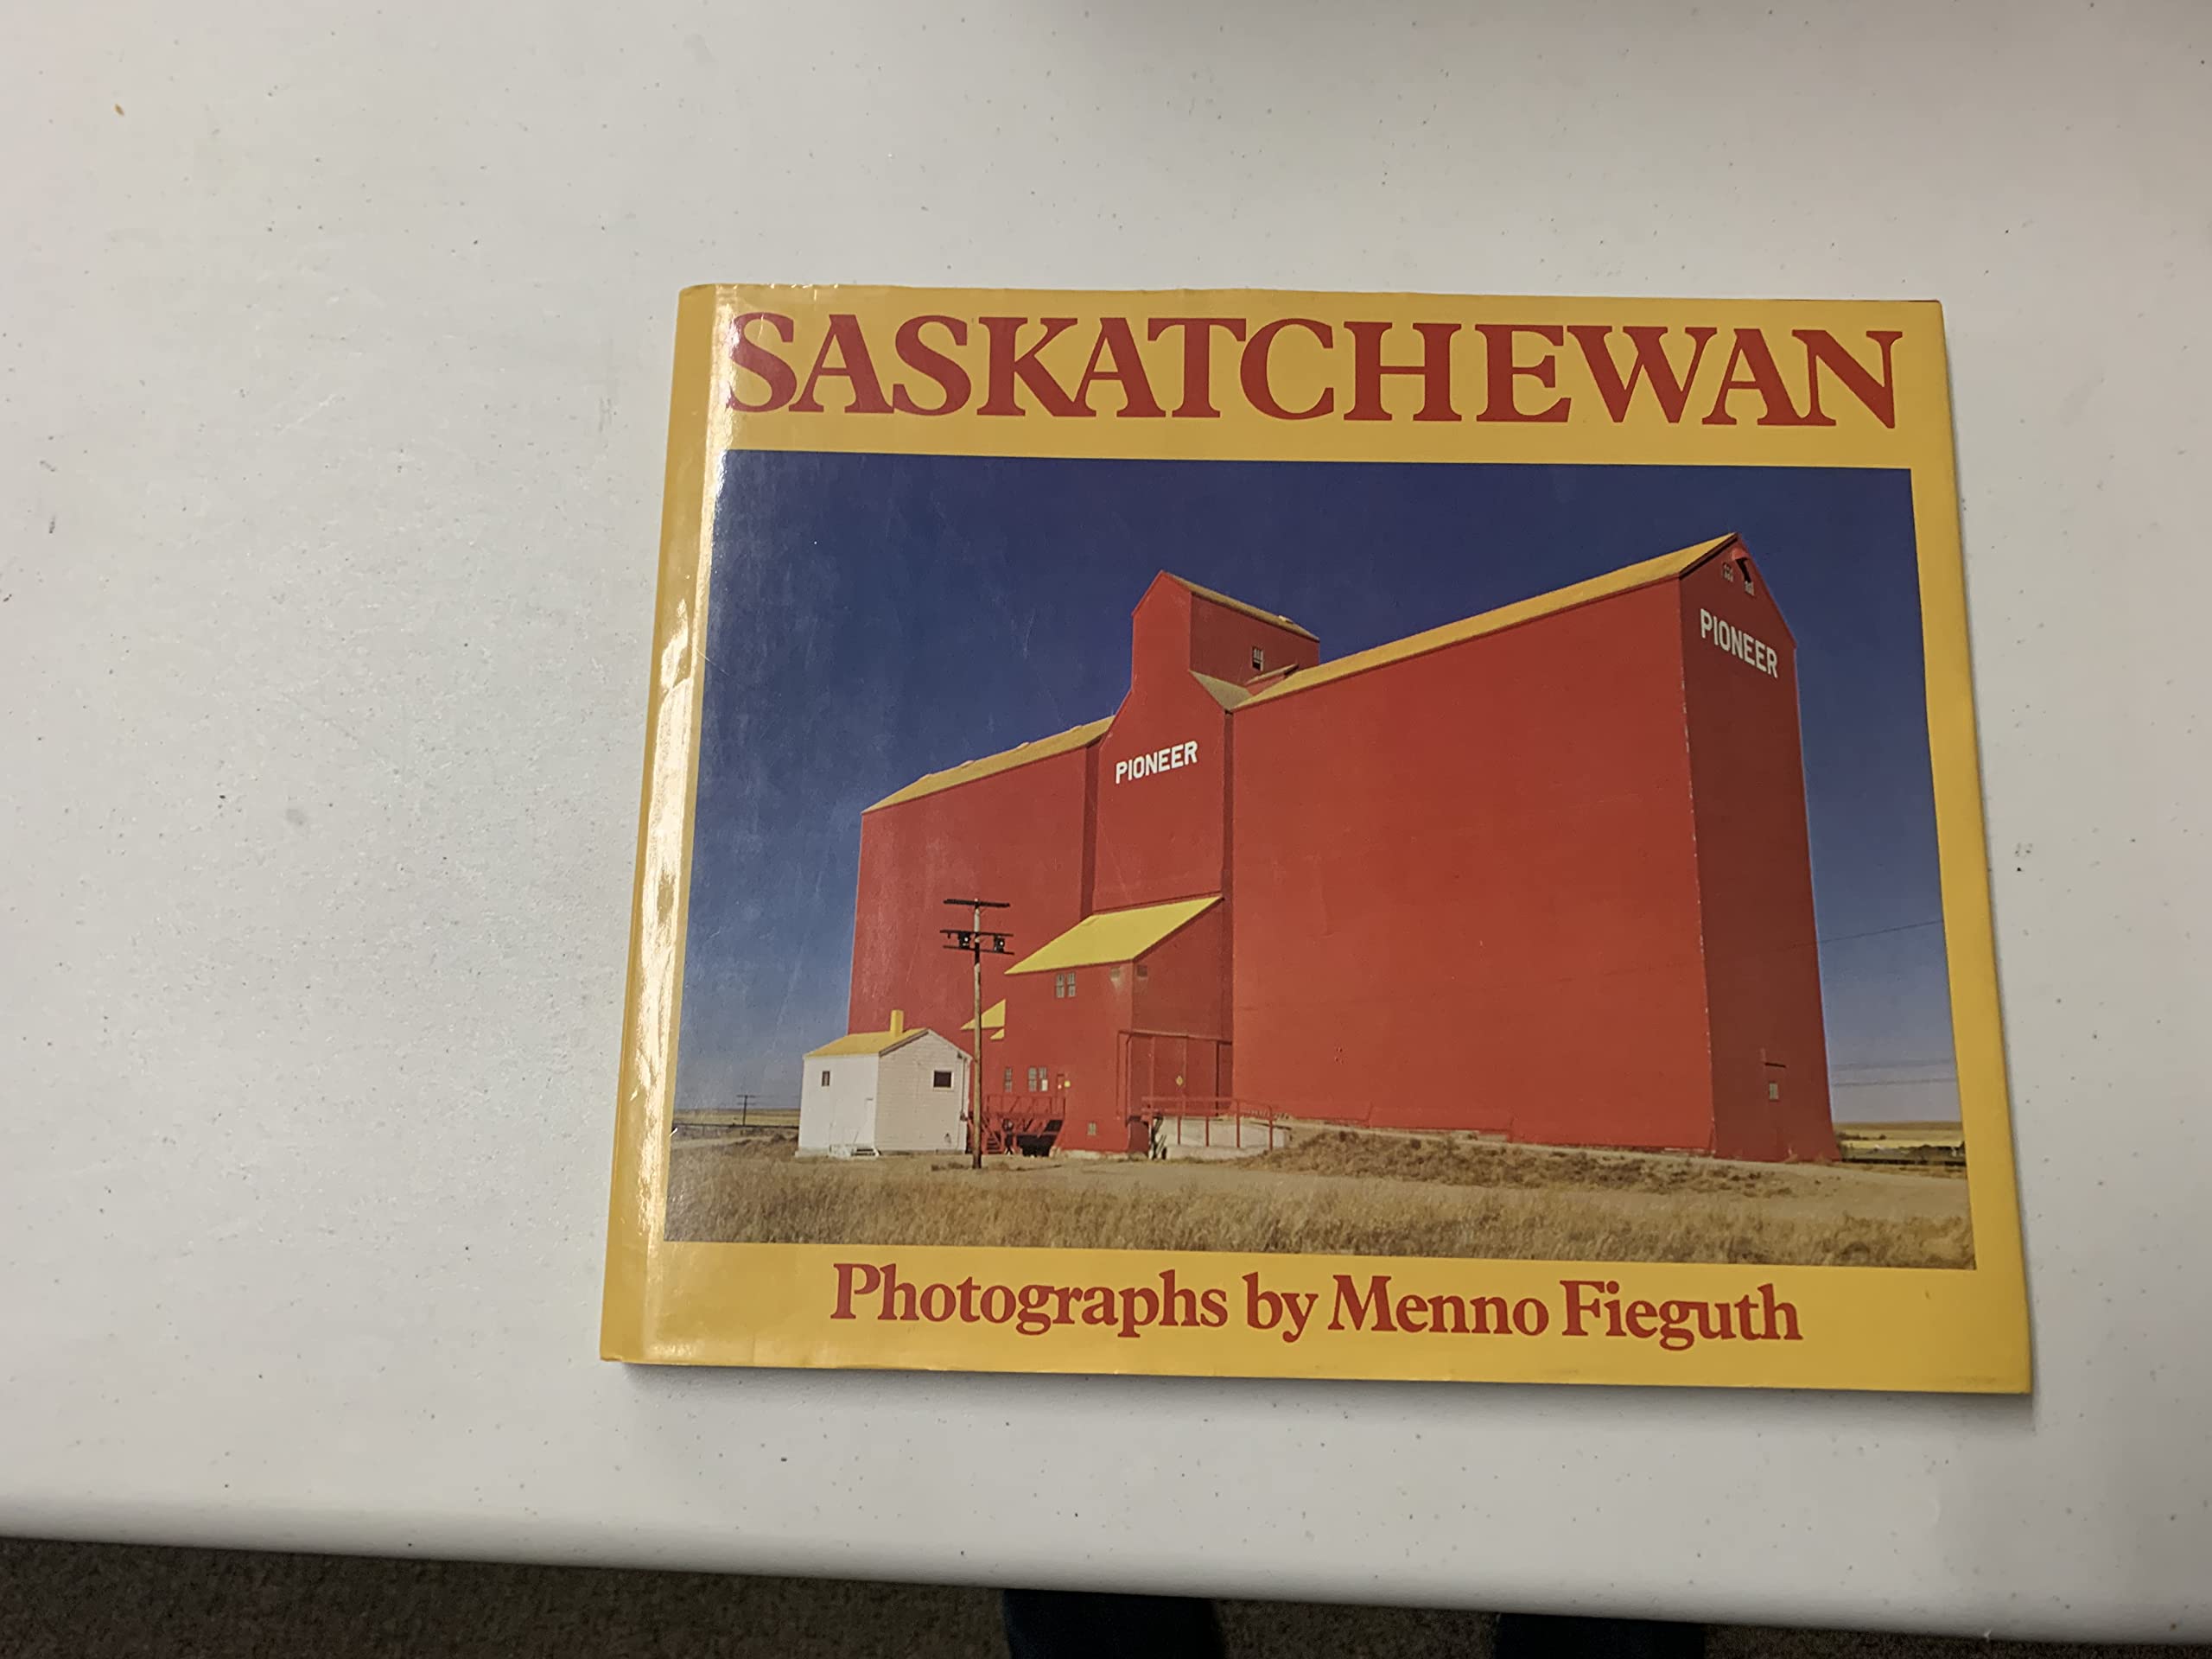 SASKATCHEWAN
PIONEER
PIONEER
Photographs by Menno Fieguth